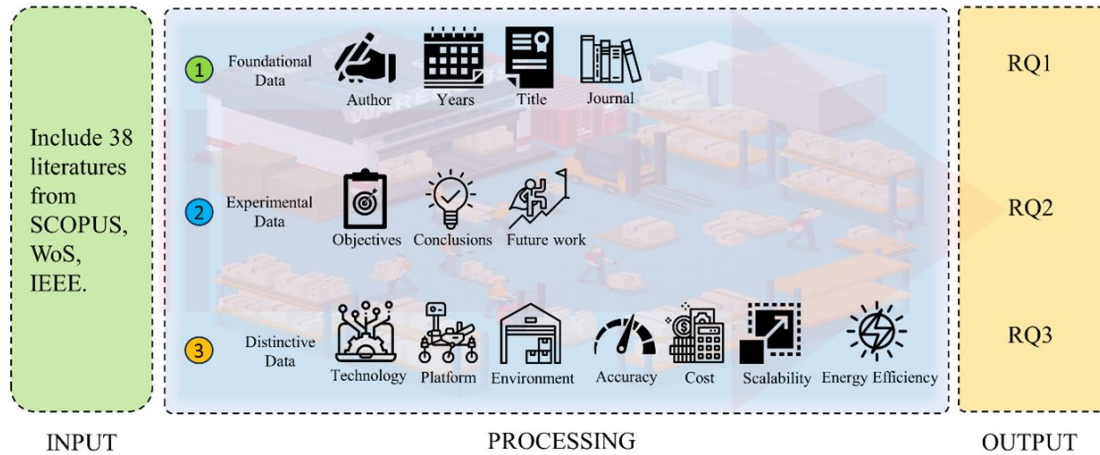 Include 38
literatures
from
SCOPUS,
WoS,
IEEE.
INPUT
1
Foundational
Data
Author
Years
Title
Journal
2
Experimental
Data
Objectives
Conclusions
Future work
3
Distinctive
Data
Technology
Platform
Environment
Accuracy
Cost
Scalability
Energy Efficiency
PROCESSING
RQ1
RQ2
RQ3
OUTPUT